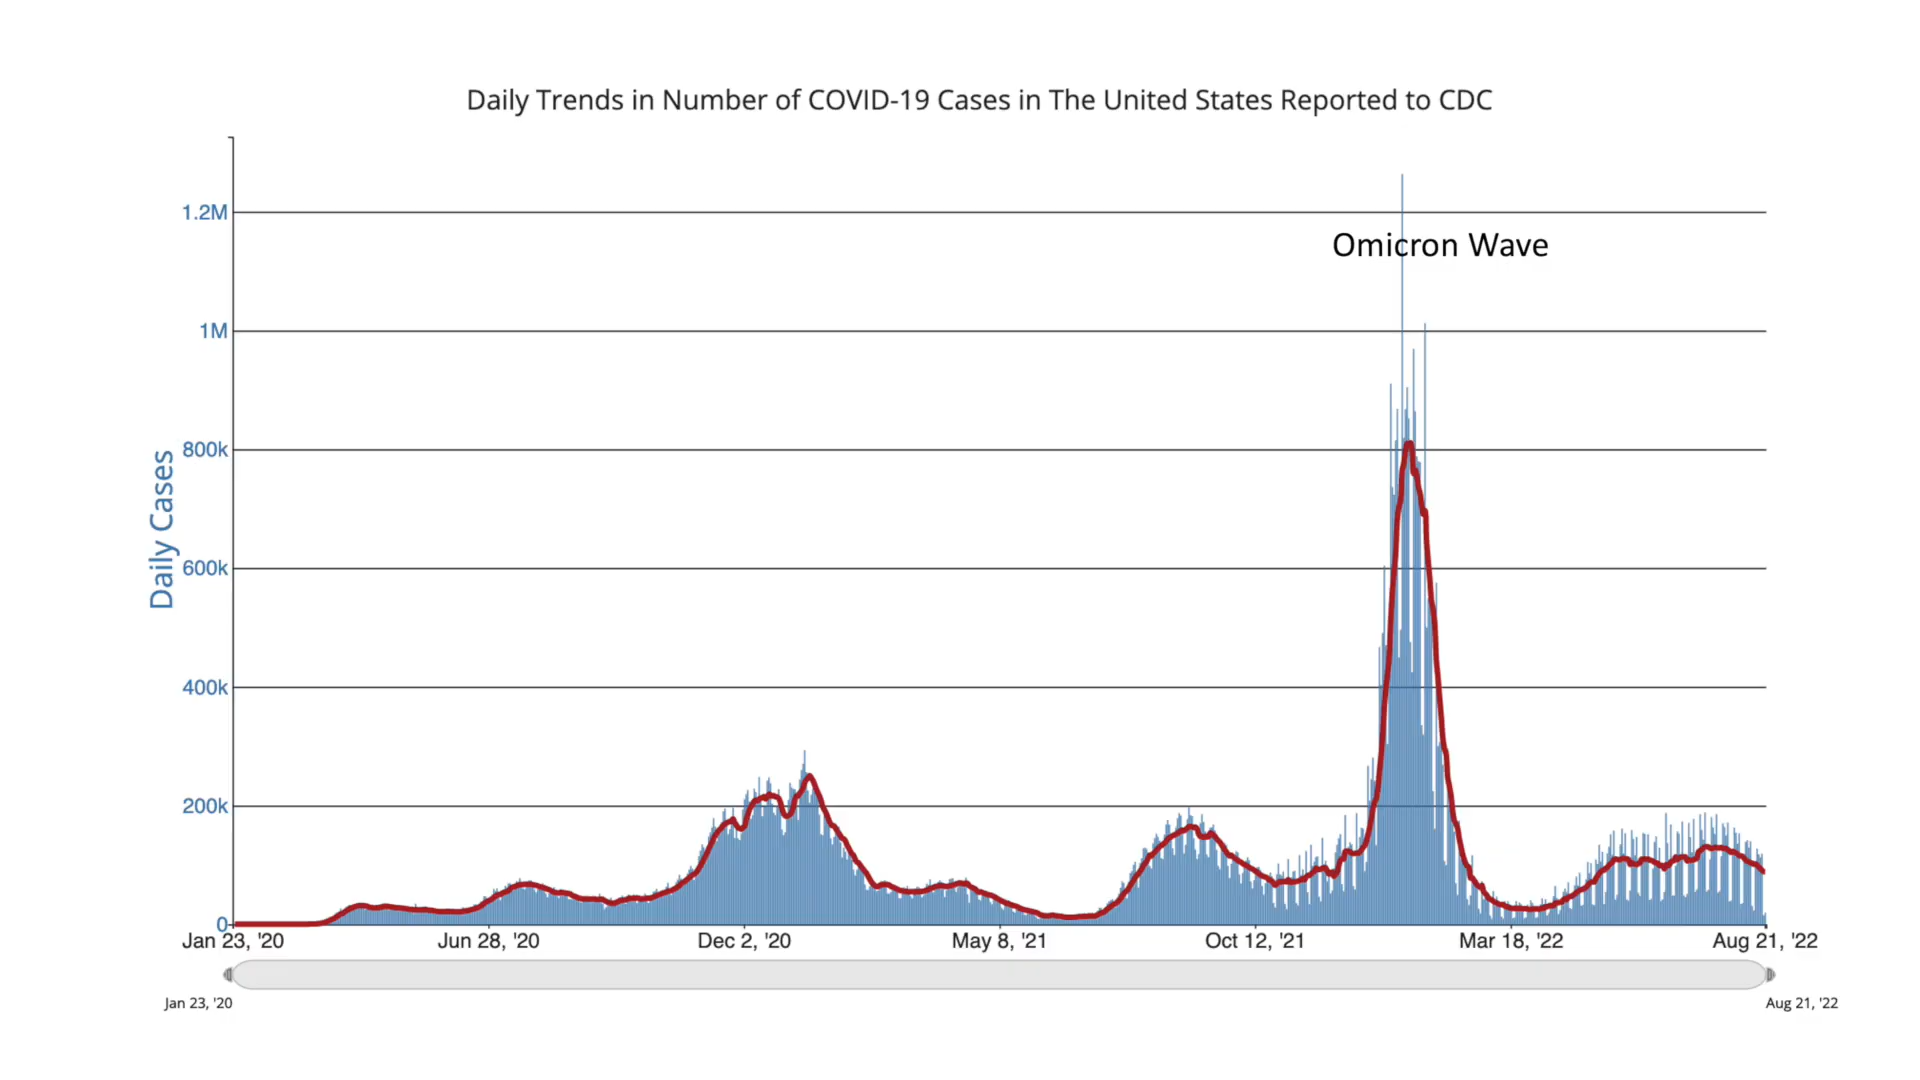 Daily Trends in Number of COVID-19 Cases in The United States Reported to CDC
1.2M
Omicron Wave
1M
800k
Daily Cases
600k
400k
200k
0
Jan 23, '20 Jun 28, '20 Dec 2, '20 May 8, '21 Oct 12, '21 Mar 18, '22 Aug 21, '22
Jan 23, '20 Aug 21, '22